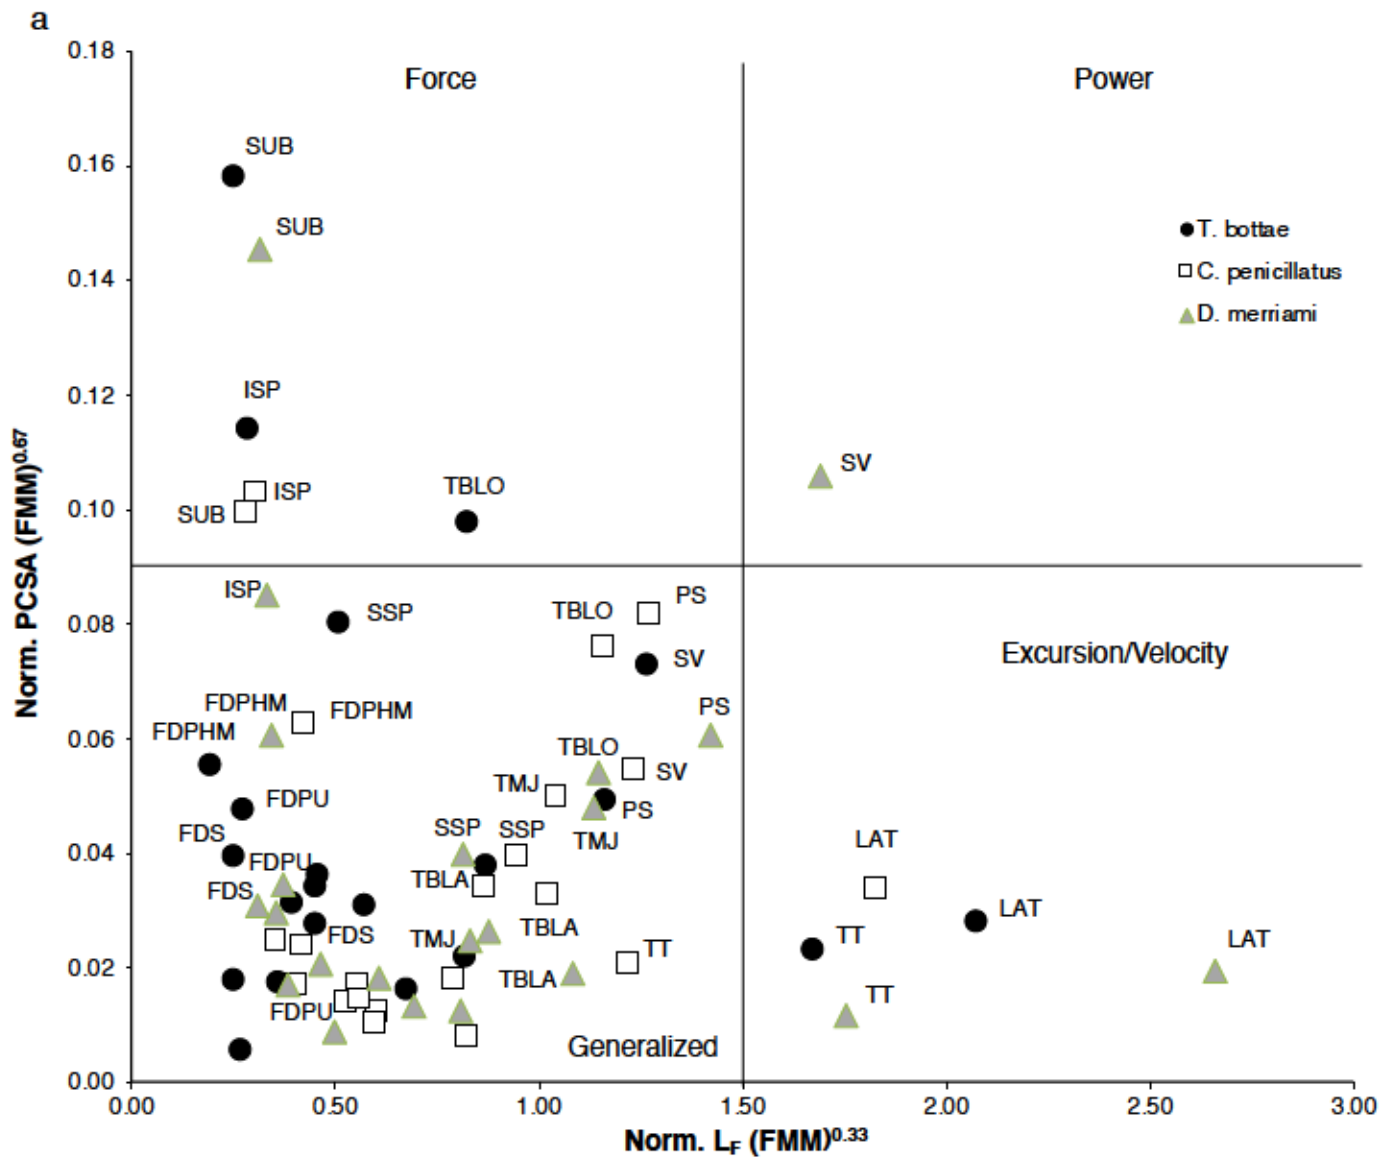 a
0.18
Force
Power
0.16
SUB
SUB
T. bottae
C. penicillatus
D. merriami
0.14
0.12
ISP
SV
ISP
TBLO
0.10
SUB
Norm. PCSA (FMM)0.67
ISP
SSP
TBLO
PS
0.08
SV
Excursion/Velocity
FDPHM
FDPHM
PS
FDPHM
0.06
TBLO
SV
TMJ
FDPU
PS
FDS
SSP
SSP
TMJ
LAT
0.04
FDPU
TBLA
FDS
LAT
FDS
TMJ
TBLA
TT
TT
LAT
0.02
TBLA
TT
FDPU
Generalized
0.00
0.00 0.50 1.00 1.50 2.00 2.50 3.00
Norm. LF (FMM)0.33